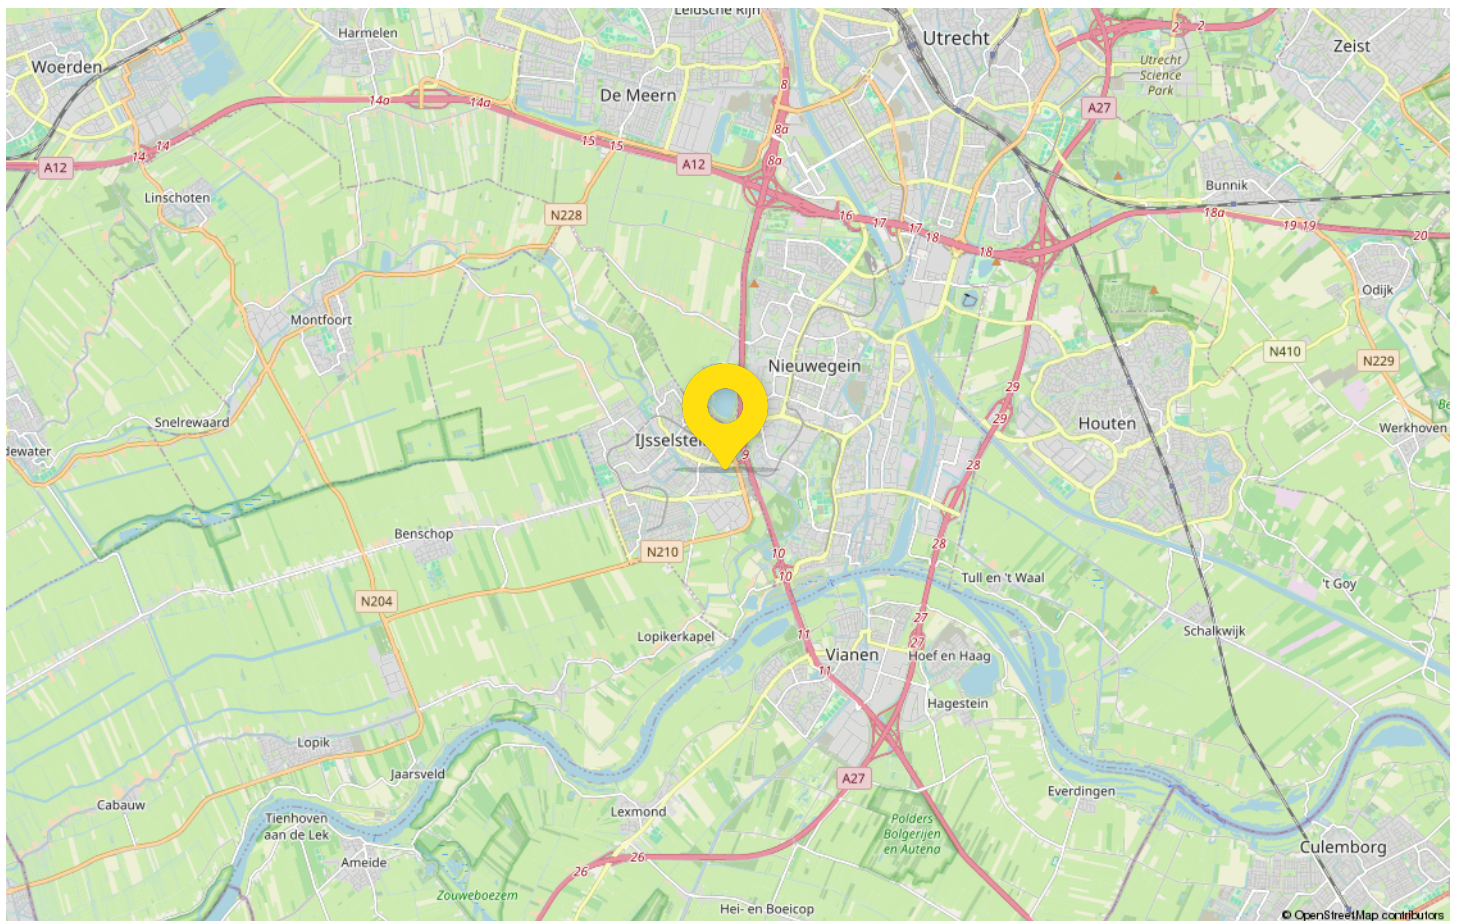 Leidsche Rijn
Harmelen
Utrecht
Zeist
Woerden
Utrecht
Science
Park
De Meern
2
2
8
14a
14a
A27
8a
15
15
14
14
8a
A12
A12
Linschoten
Bunnik
N228
16
17
17
18
18
18a
19
19
20
Odijk
Montfoort
N410
N229
Nieuwegein
29
29
Snelrewaard
Houten
Werkhoven
dewater
IJsselstei
9
28
Benschop
N210
10
10
28
Tull en 't Waal
't Goy
N204
27
27
Lopikerkapel
11
11
Vianen
Hoef en Haag
Schalkwijk
Hagestein
Lopik
Jaarsveld
A27
Everdingen
Cabauw
Tienhoven
aan de Lek
Lexmond
Polders
Bolgerijen
en Autena
Culemborg
Ameide
26
26
Zouweboezem
Hei- en Boeicop
© OpenStreetMap contributors